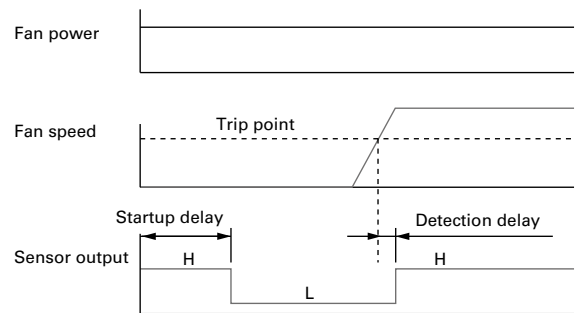 Fan power
Fan speed
Trip point
Startup delay
Detection delay
Sensor output
H
H
L